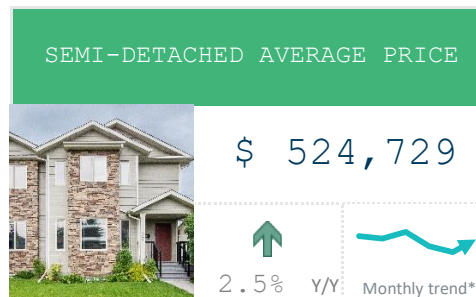 SEMI-DETACHED AVERAGE PRICE
$ 524,729
2.5% Y/Y
Monthly trend*